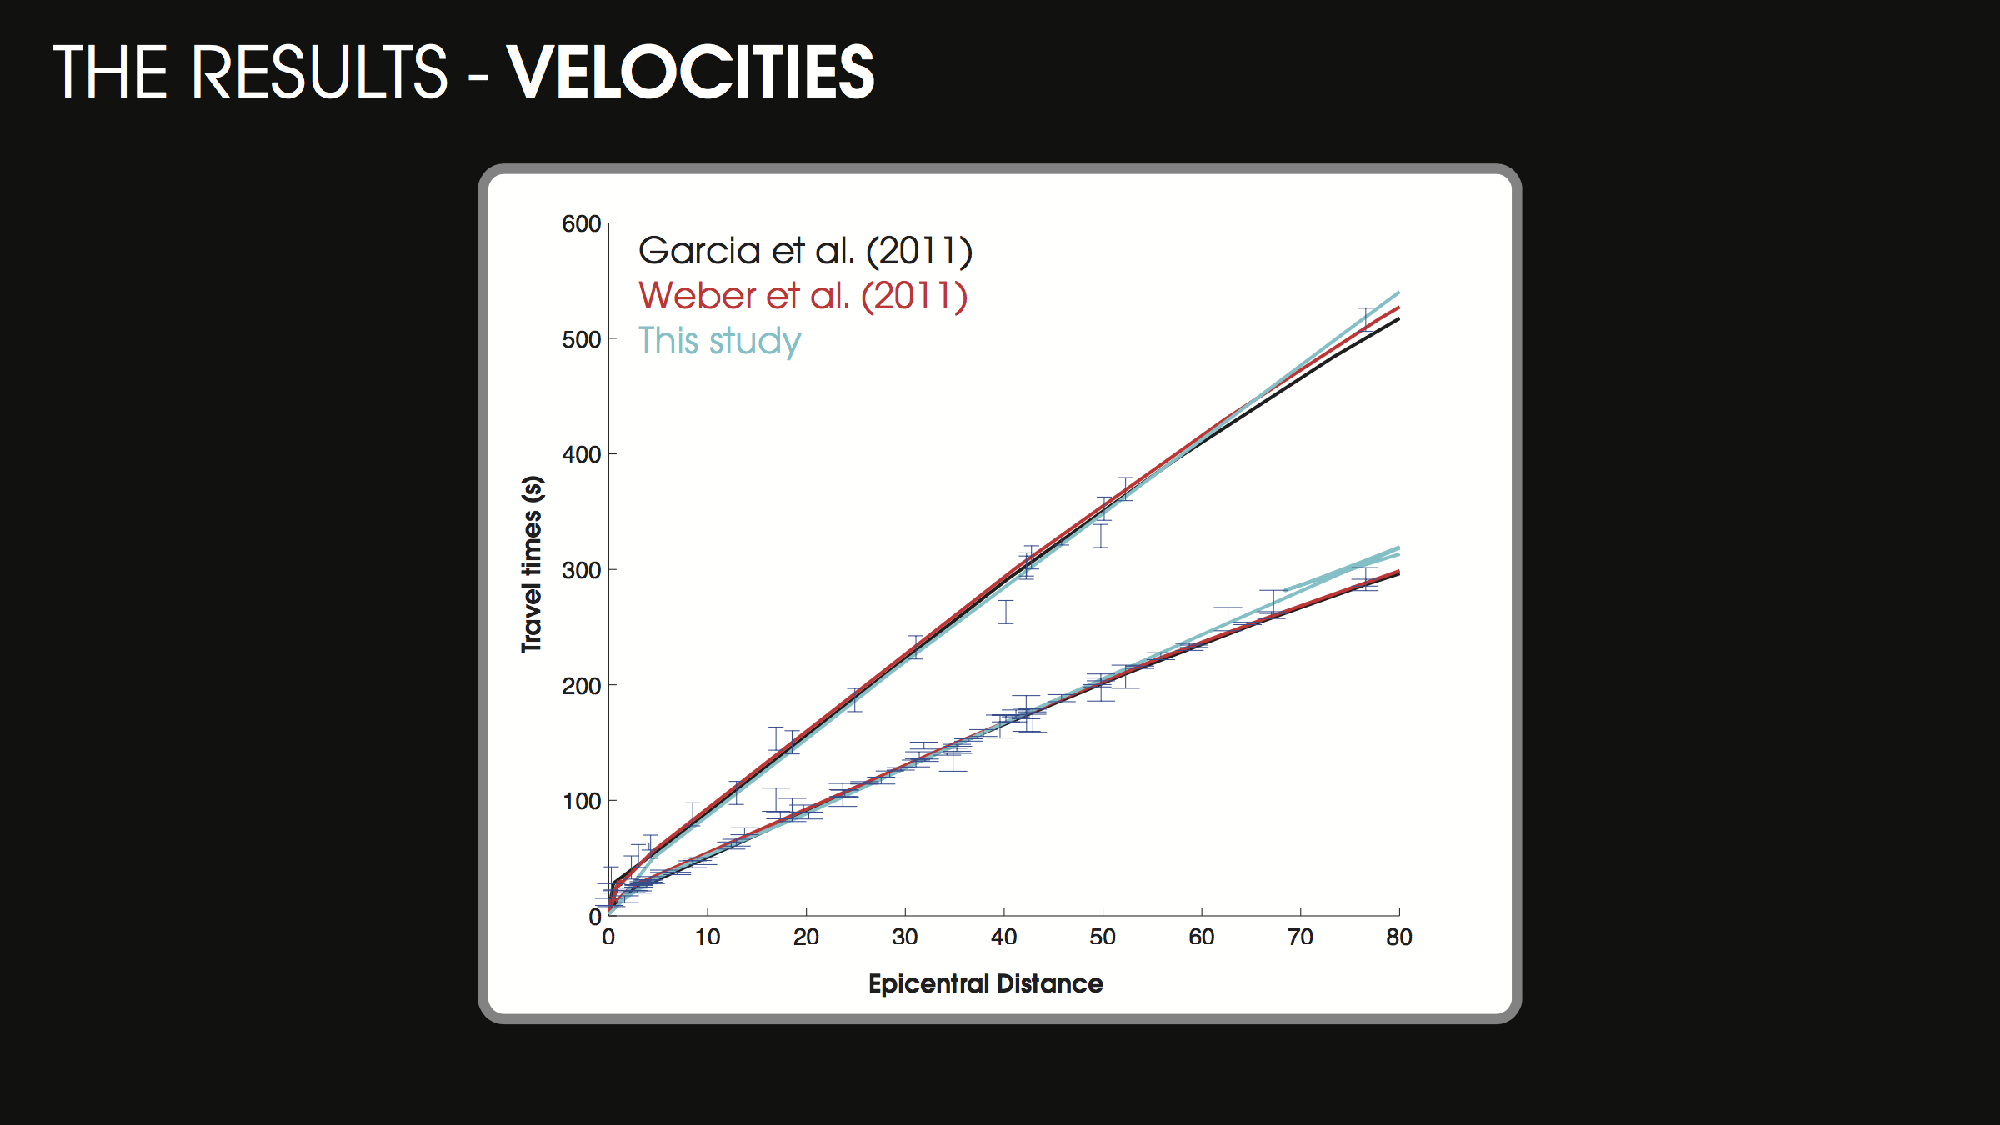 THE RESULTS - VELOCITIES
600
500
400
300
200
100
0
Garcia et al. (2011)
Weber et al. (2011)
This study
Travel times (s)
0 10 20 30 40 50 60 70 80
Epicentral Distance